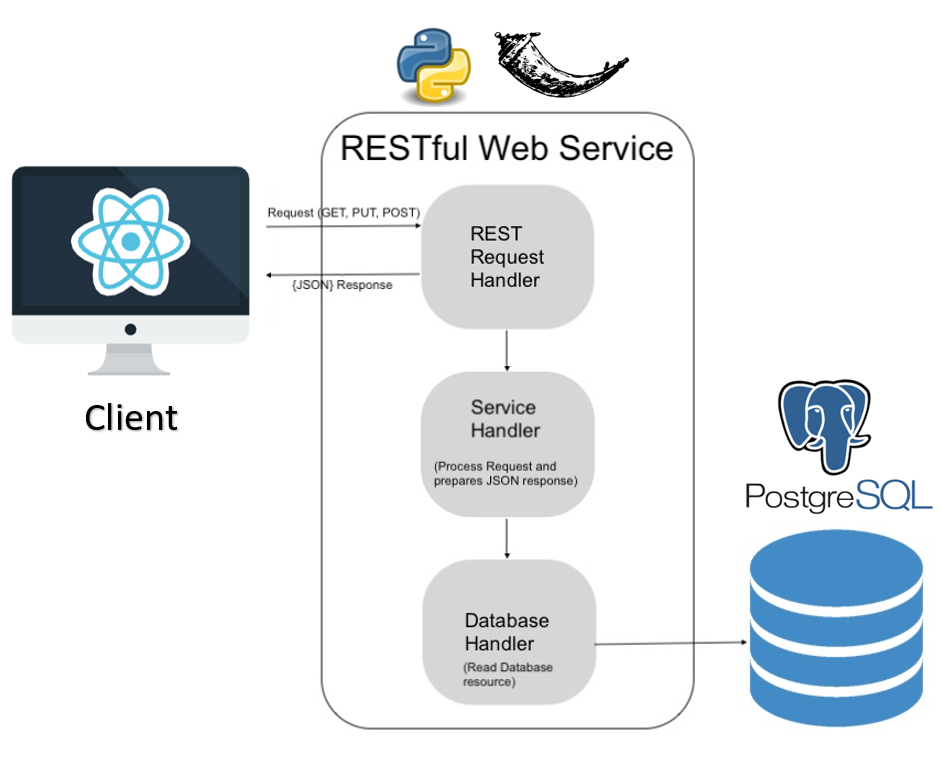 RESTful Web Service
Request (GET, PUT, POST)
{JSON} Response
REST
Request
Handler
Client
Service
Handler
(Process Request and
prepares JSON response)
PostgreSQL
Database
Handler
(Read Database
resource)